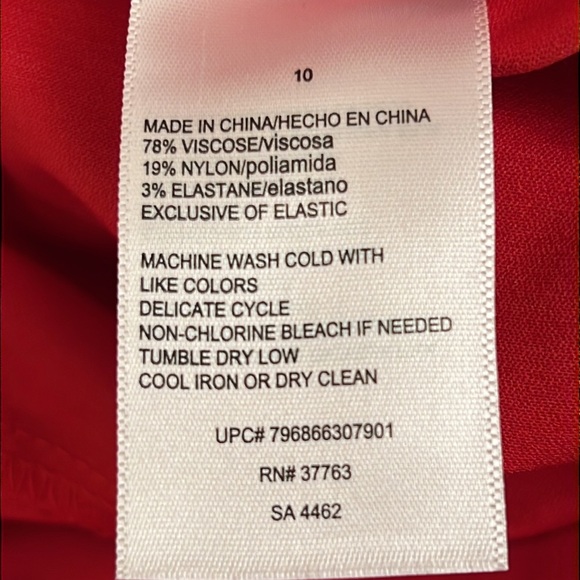 10
MADE IN CHINA/HECHO EN CHINA
78% VISCOSE/viscosa
19% NYLON/poliamida
3% ELASTANE/elastano
EXCLUSIVE OF ELASTIC
MACHINE WASH COLD WITH
LIKE COLORS
DELICATE CYCLE
NON-CHLORINE BLEACH IF NEEDED
TUMBLE DRY LOW
COOL IRON OR DRY CLEAN
UPC# 796866307901
RN# 37763
SA 4462